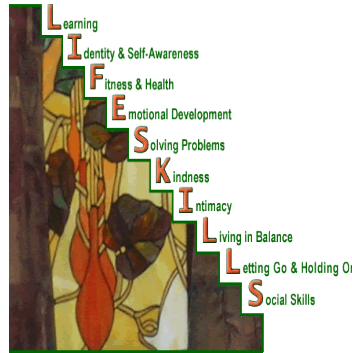 Learning
Identity & Self-Awareness
Fitness & Health
Emotional Development
Solving Problems
Kindness
Intimacy
Living in Balance
Letting Go & Holding On
Social Skills